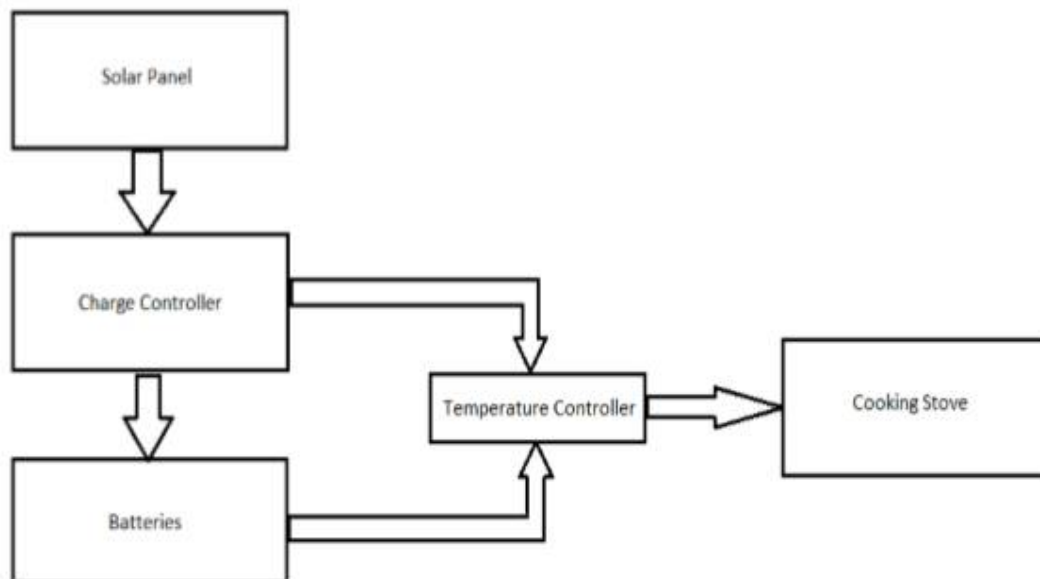 Solar Panel
Charge Controller
Temperature Controller
Cooking Stove
Batteries